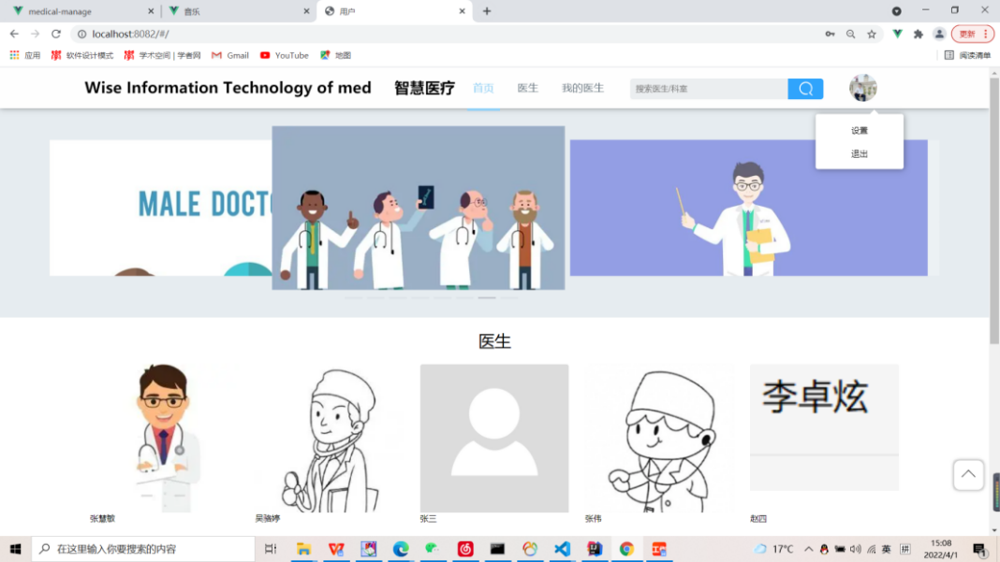 medical-manage
音乐
用户
localhost:8082/#/
更新
应用
软件设计模式
学术空间 | 学者网
Gmail
YouTube
地图
阅读清单
Wise Information Technology of med 智慧医疗
首页
医生
我的医生
搜索医生/科室
设置
退出
MALE DOCT
医生
李卓炫
张慧敏
吴骆婷
张三
张伟
赵四
在这里输入你要搜索的内容
17°C
英
拼
15:08
2022/4/1